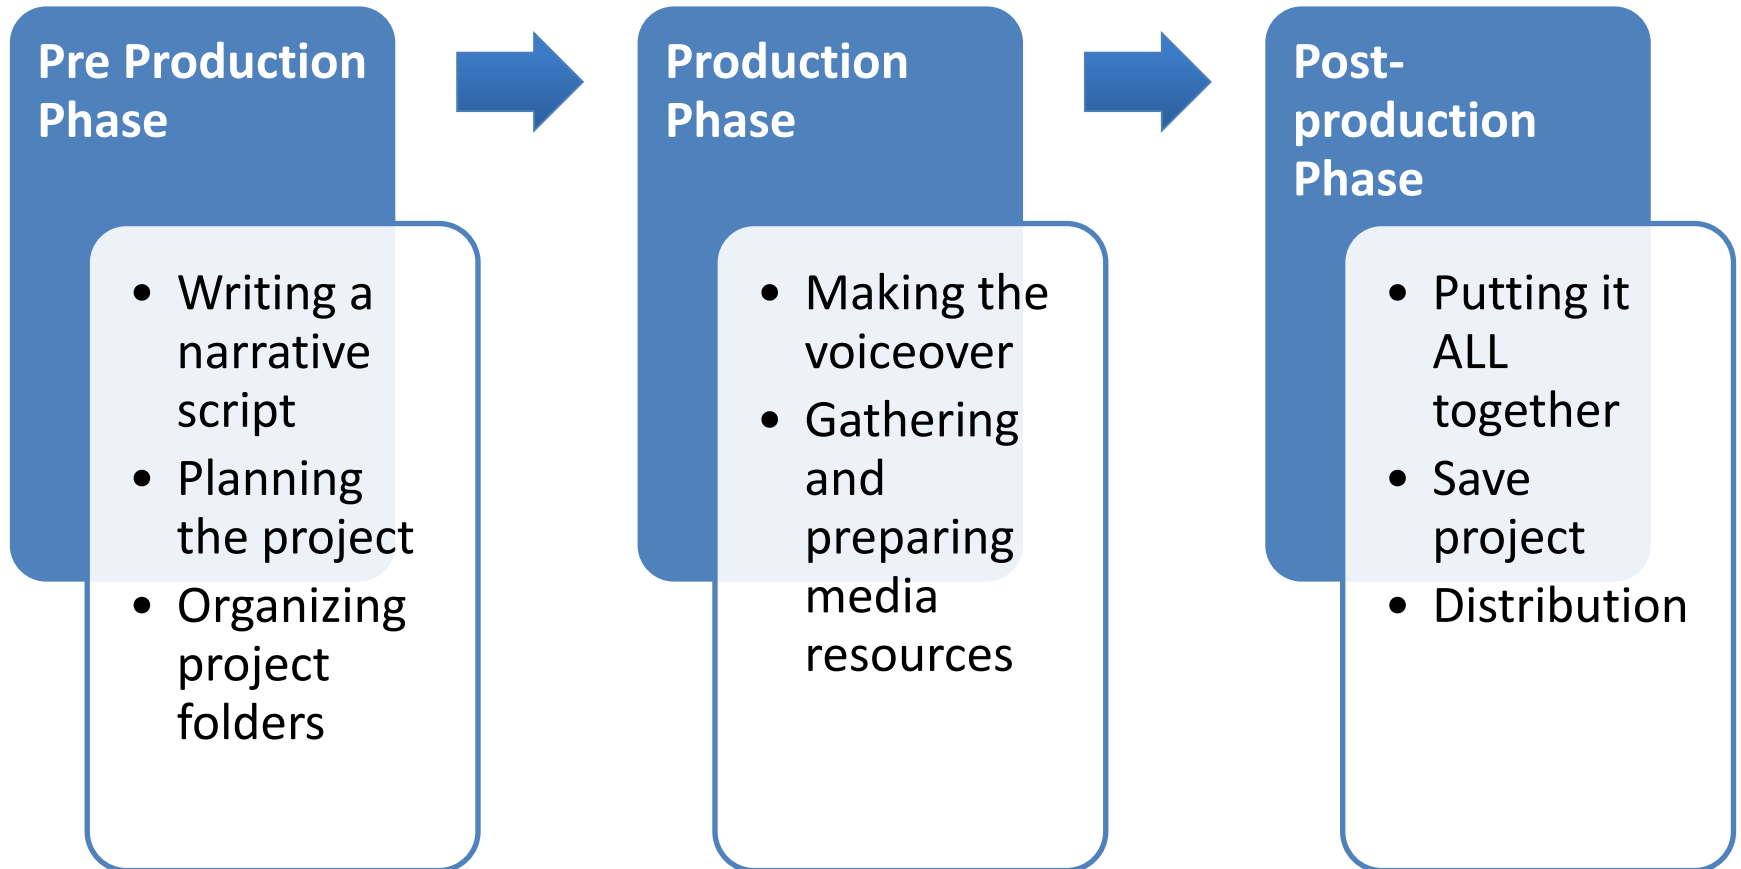 Pre Production
Phase
• Writing a
narrative
script
• Planning
the project
• Organizing
project
folders
Production
Phase
• Making the
voiceover
• Gathering
and
preparing
media
resources
Post-
production
Phase
• Putting it
ALL
together
• Save
project
• Distribution